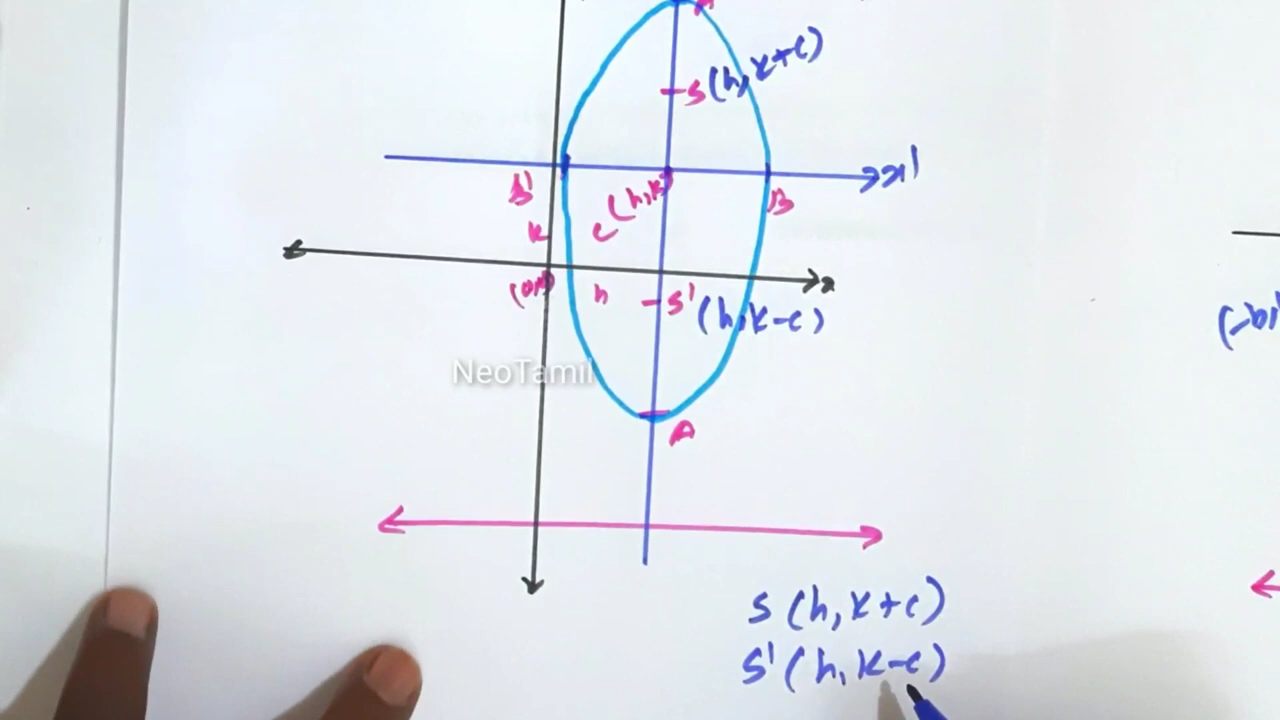 A
S(h, k+c)
x'
B'
B
(h,k)
k
C
x
(0,0)
h
S'(h, k-c)
NeoTamil
A
S(h, k+c)
S'(h, k-c)